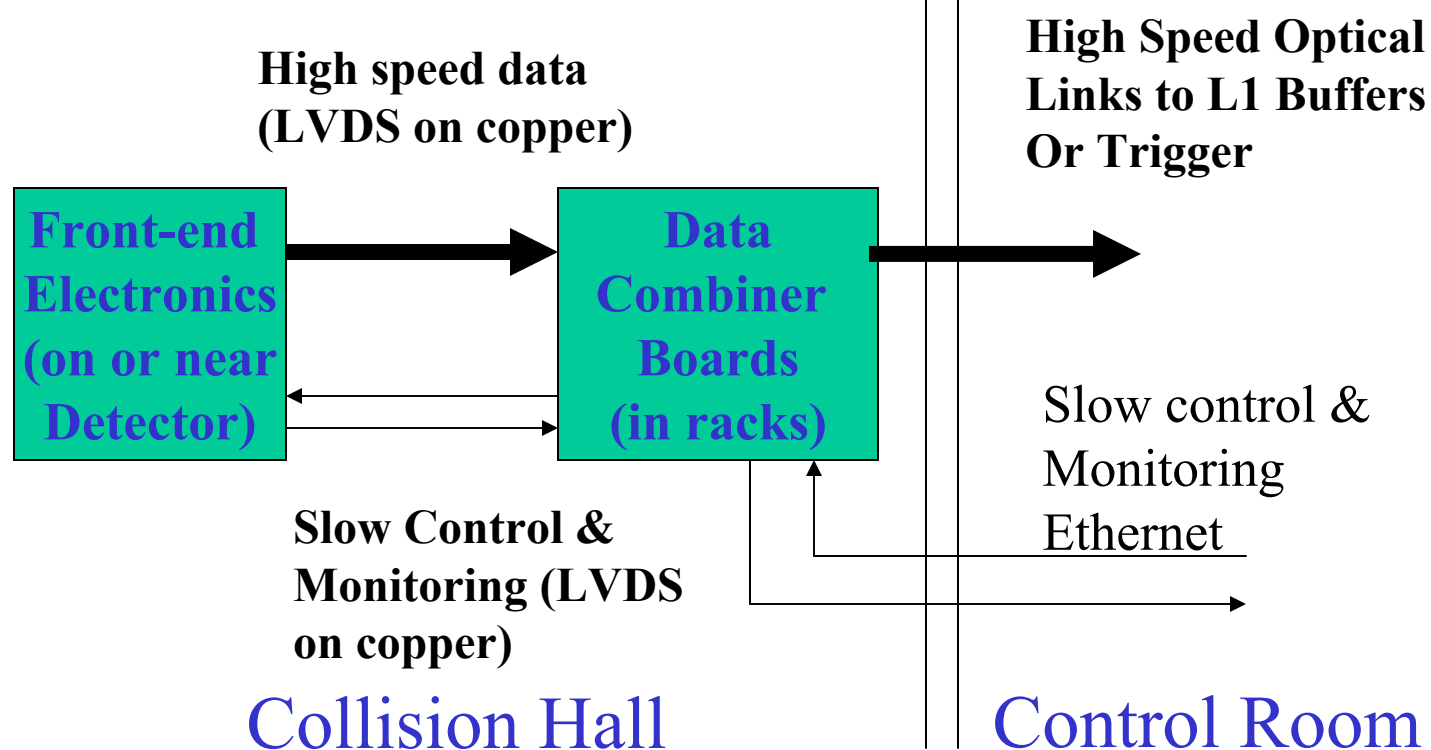 High speed data
(LVDS on copper)
High Speed Optical
Links to L1 Buffers
Or Trigger
Front-end
Electronics
(on or near
Detector)
Data
Combiner
Boards
(in racks)
Slow control &
Monitoring
Ethernet
Slow Control &
Monitoring (LVDS
on copper)
Collision Hall
Control Room